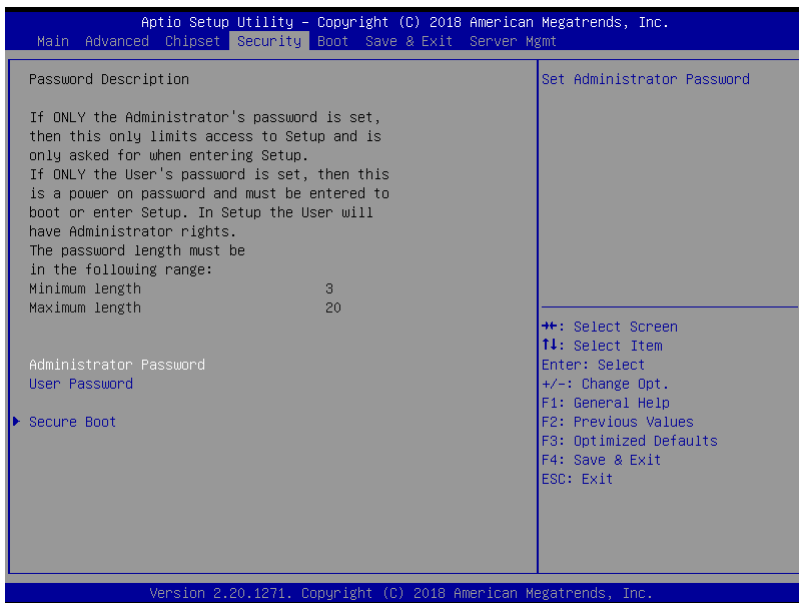 Aptio Setup Utility – Copyright (C) 2018 American Megatrends, Inc.
Main Advanced Chipset Security Boot Save & Exit Server Mgmt
Password Description
If ONLY the Administrator's password is set,
then this only limits access to Setup and is
only asked for when entering Setup.
If ONLY the User's password is set, then this
is a power on password and must be entered to
boot or enter Setup. In Setup the User will
have Administrator rights.
The password length must be
in the following range:
Minimum length 3
Maximum length 20
Administrator Password
User Password
Secure Boot
Set Administrator Password
→←: Select Screen
↑↓: Select Item
Enter: Select
+/-: Change Opt.
F1: General Help
F2: Previous Values
F3: Optimized Defaults
F4: Save & Exit
ESC: Exit
Version 2.20.1271. Copyright (C) 2018 American Megatrends, Inc.